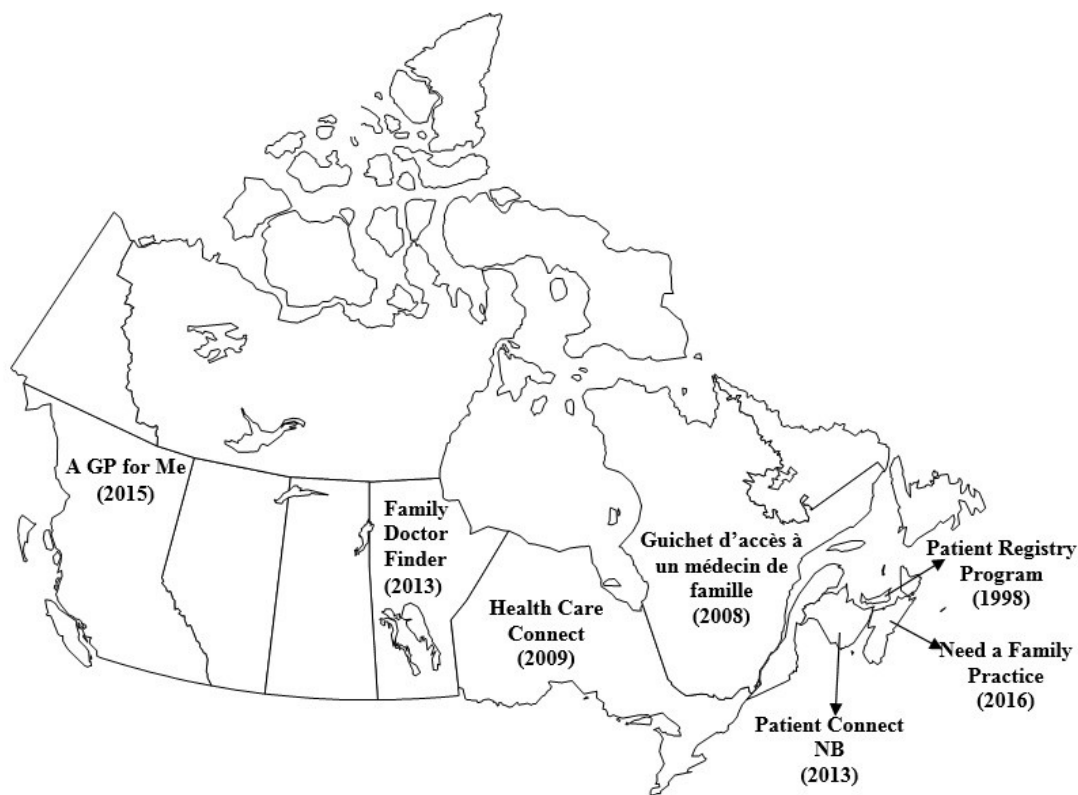 A GP for Me
(2015)
Family
Doctor
Finder
(2013)
Health Care
Connect
(2009)
Guichet d’accès à
un médecin de
famille
(2008)
Patient Registry
Program
(1998)
Need a Family
Practice
(2016)
Patient Connect
NB
(2013)